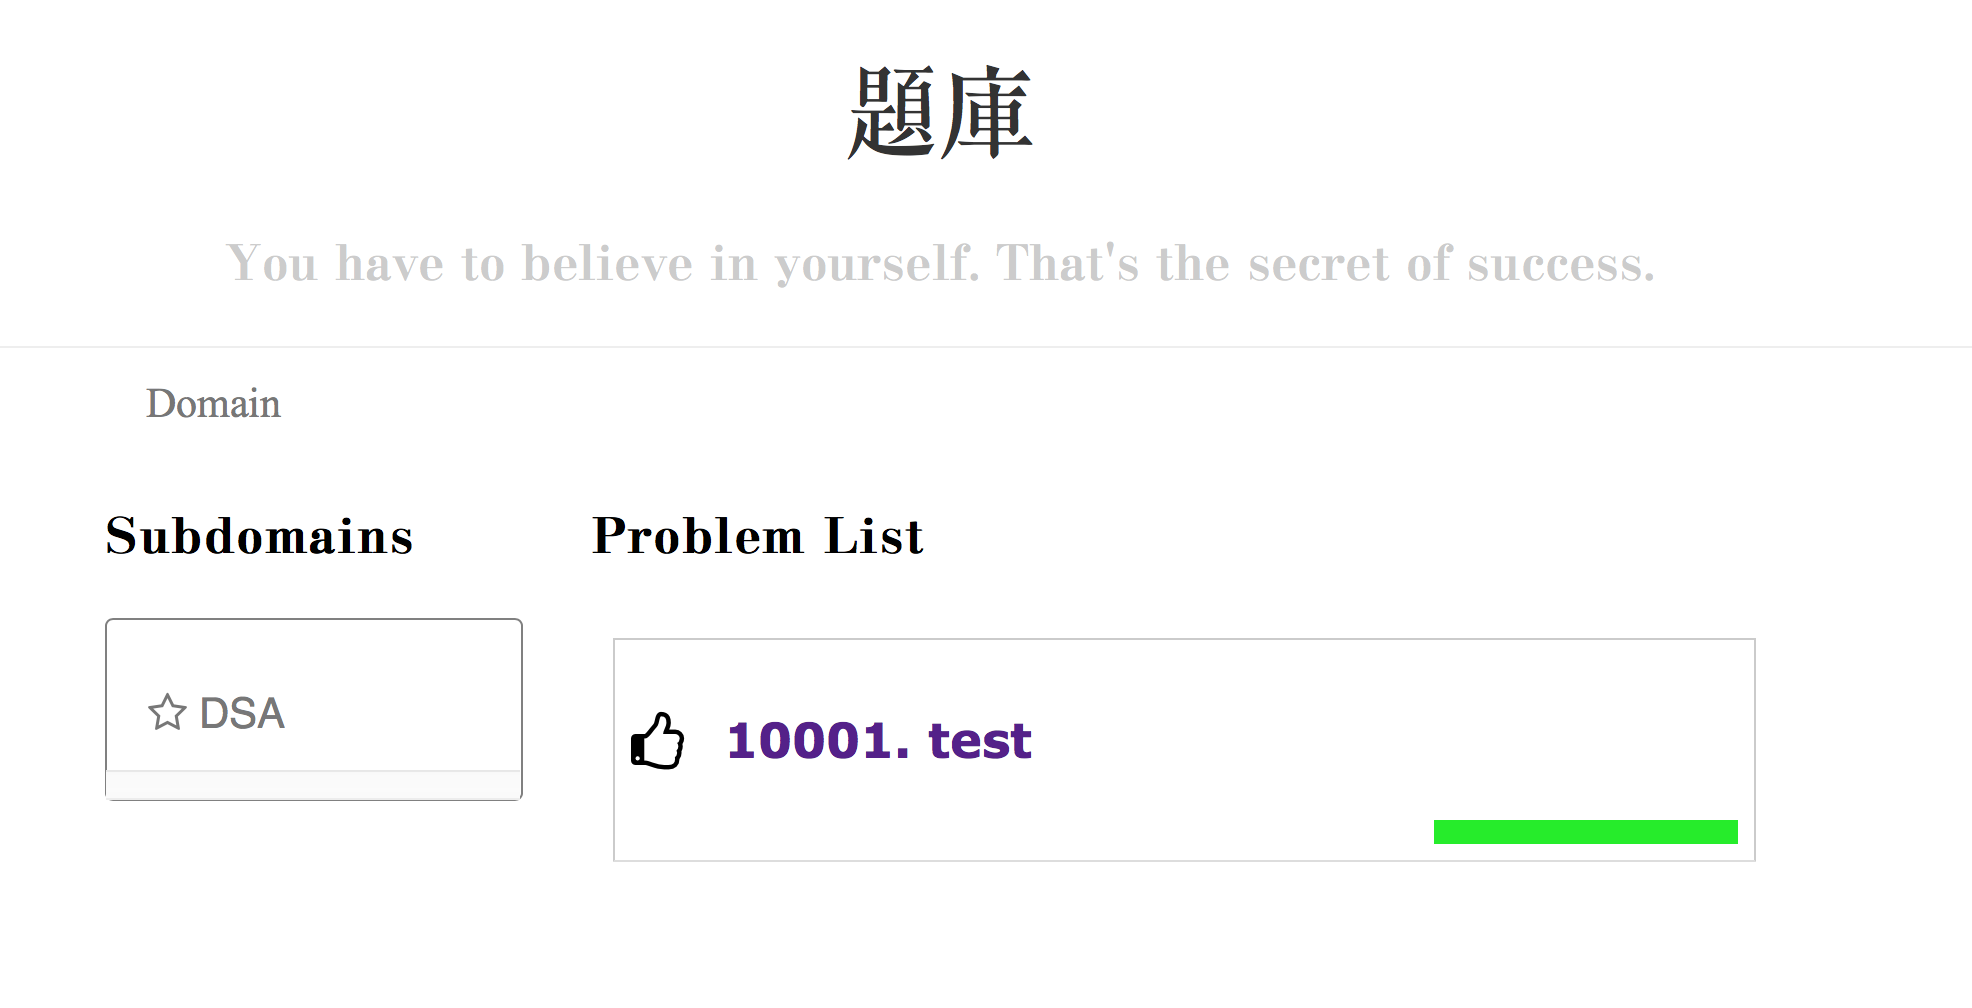 題庫
You have to believe in yourself. That's the secret of success.
Domain
Subdomains
Problem List
DSA
10001. test